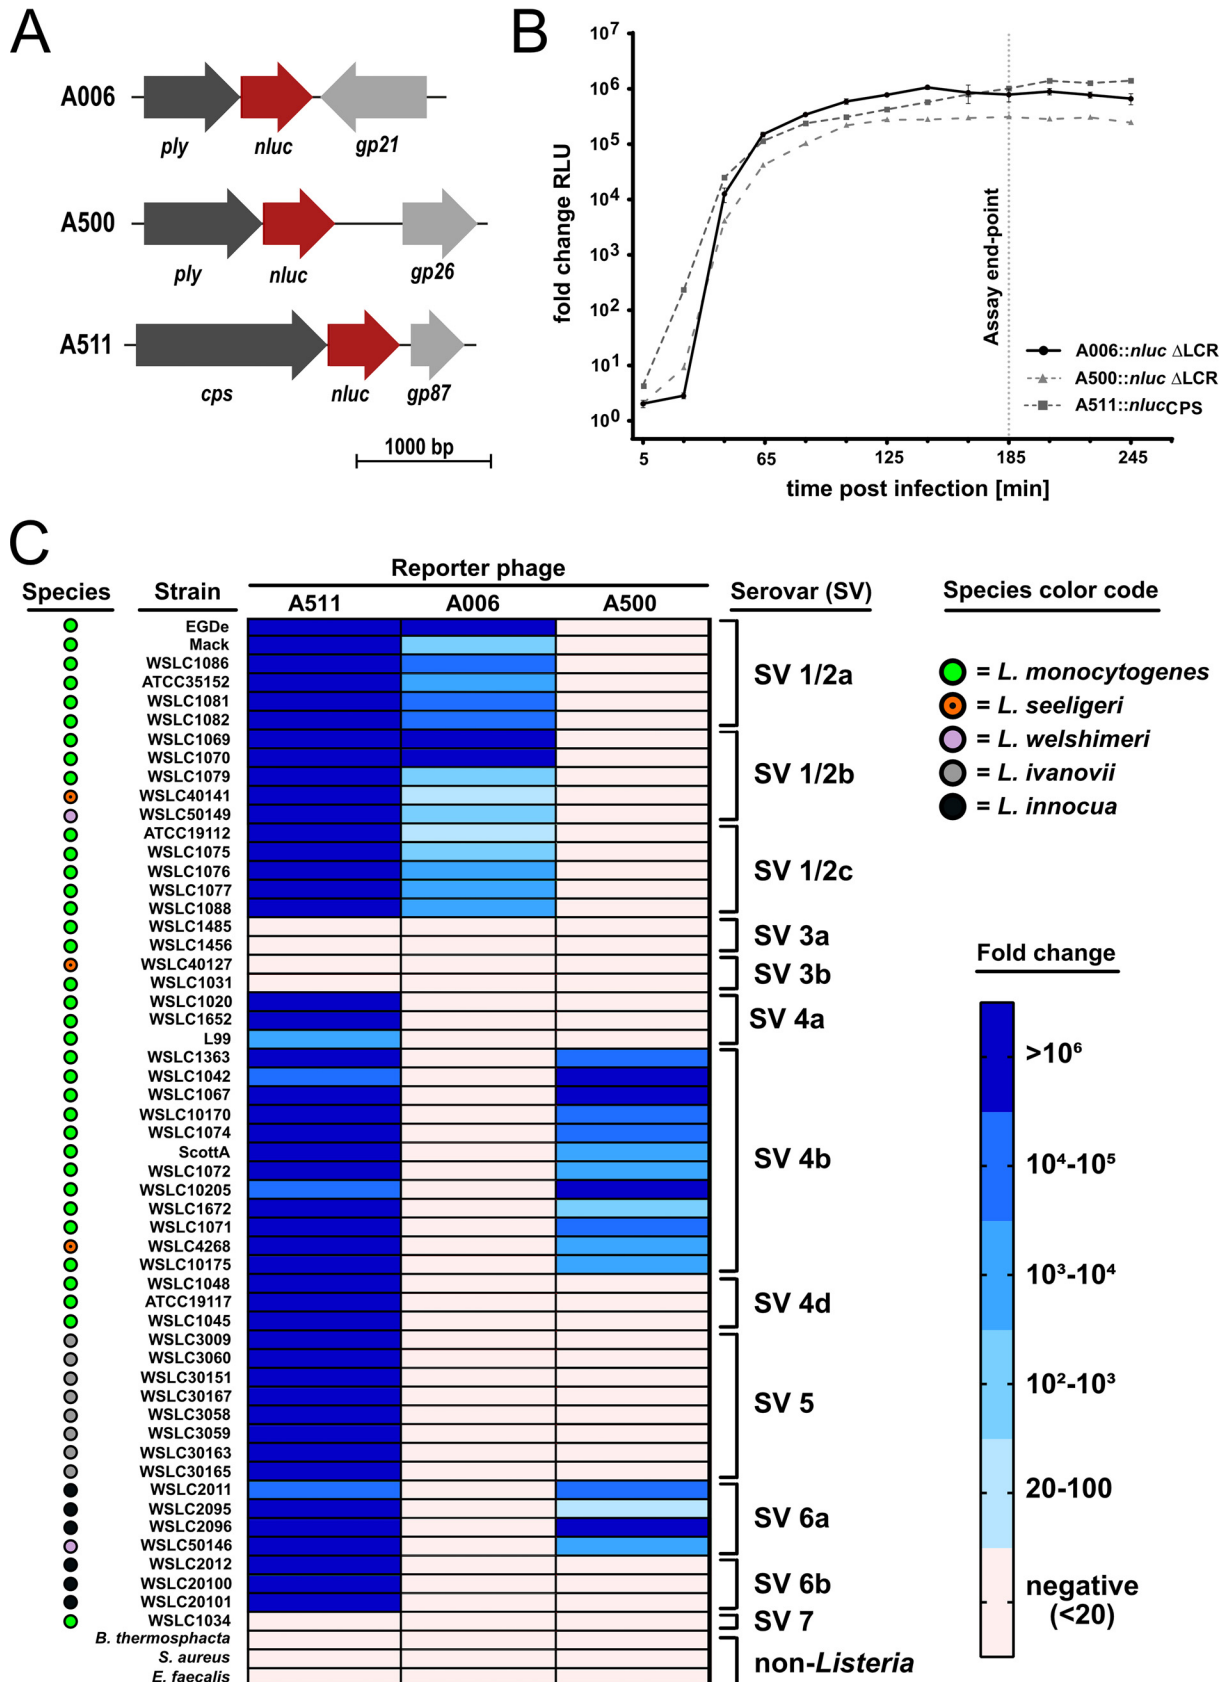 A
A006
ply
nluc
gp21
A500
ply
nluc
gp26
A511
cps
nluc
gp87
1000 bp
B
fold change RLU
10⁷
10⁶
10⁵
10⁴
10³
10²
10¹
10⁰
5
65
125
185
245
time post infection [min]
Assay end-point
A006::nluc ΔLCR
A500::nluc ΔLCR
A511::nlucCPS
C
Reporter phage
Species
Strain
A511
A006
A500
Serovar (SV)
EGDe
Mack
WSLC1086
ATCC35152
WSLC1081
WSLC1082
SV 1/2a
WSLC1069
WSLC1070
WSLC1079
WSLC40141
WSLC50149
SV 1/2b
ATCC19112
WSLC1075
WSLC1076
WSLC1077
WSLC1088
SV 1/2c
WSLC1485
WSLC1456
SV 3a
WSLC40127
WSLC1031
SV 3b
WSLC1020
WSLC1652
L99
SV 4a
WSLC1363
WSLC1042
WSLC1067
WSLC10170
WSLC1074
ScottA
WSLC1072
WSLC10205
WSLC1672
WSLC1071
WSLC4268
WSLC10175
SV 4b
WSLC1048
ATCC19117
WSLC1045
SV 4d
WSLC3009
WSLC3060
WSLC30151
WSLC30167
WSLC3058
WSLC3059
WSLC30163
WSLC30165
SV 5
WSLC2011
WSLC2095
WSLC2096
WSLC50146
SV 6a
WSLC2012
WSLC20100
WSLC20101
SV 6b
WSLC1034
SV 7
B. thermosphacta
S. aureus
E. faecalis
non-Listeria
Species color code
= L. monocytogenes
= L. seeligeri
= L. welshimeri
= L. ivanovii
= L. innocua
Fold change
>10⁶
10⁴-10⁵
10³-10⁴
10²-10³
20-100
negative
(<20)